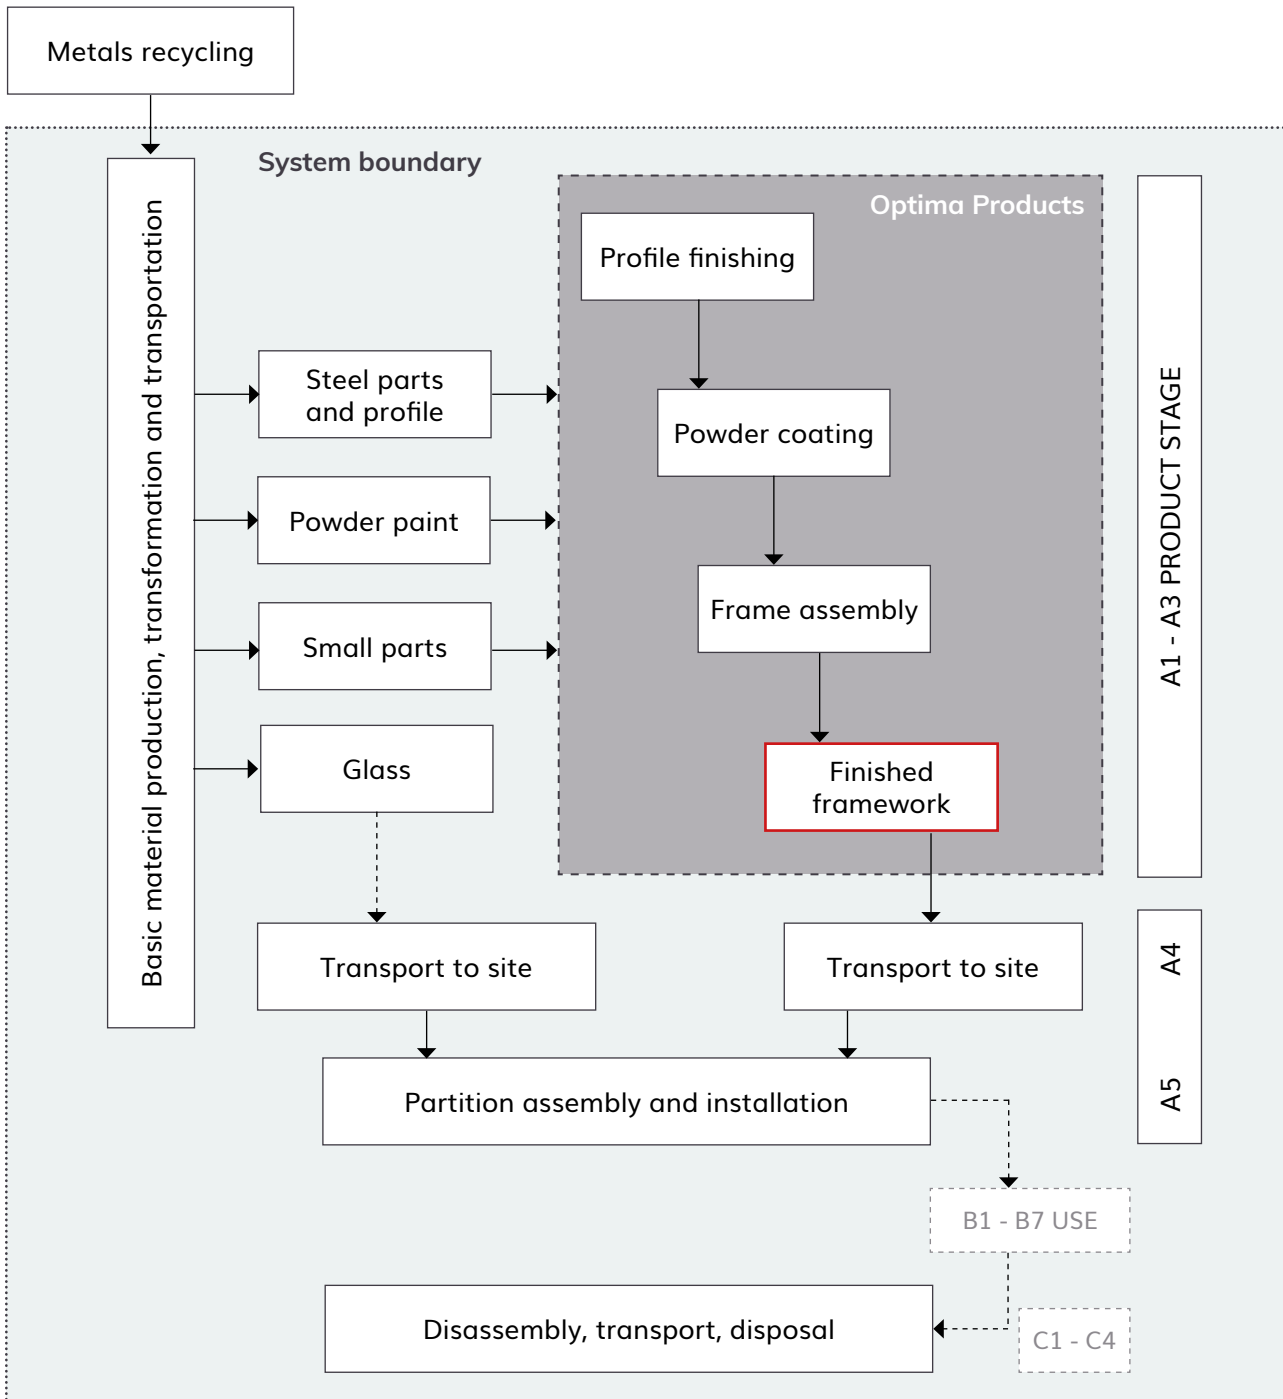 Metals recycling
System boundary
Basic material production, transformation and transportation
Optima Products
Profile finishing
Steel parts
and profile
Powder coating
Powder paint
Frame assembly
Small parts
Glass
Finished
framework
A1 - A3 PRODUCT STAGE
Transport to site
Transport to site
A4
Partition assembly and installation
A5
B1 - B7 USE
Disassembly, transport, disposal
C1 - C4